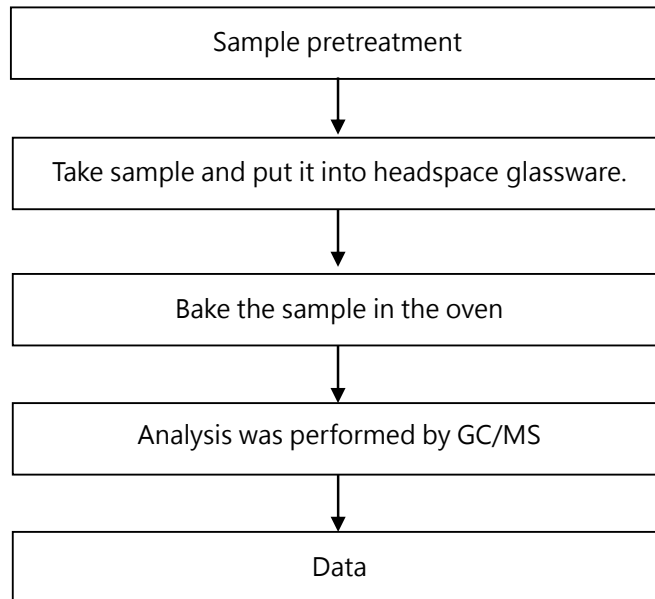 Sample pretreatment
Take sample and put it into headspace glassware.
Bake the sample in the oven
Analysis was performed by GC/MS
Data